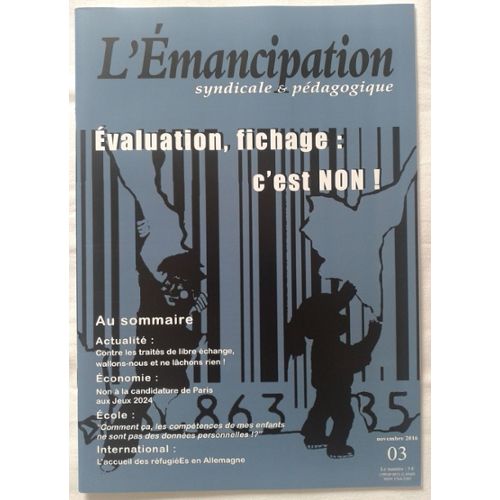 L'Émancipation
syndicale & pédagogique
Évaluation, fichage :
c'est NON !
Au sommaire
Actualité :
Contre les traités de libre échange,
wallons-nous et ne lâchons rien !
Économie :
Non à la candidature de Paris
aux Jeux 2024
863 35
École :
"Comment ça, les compétences de mes enfants
ne sont pas des données personnelles !?"
International :
L'accueil des réfugiéEs en Allemagne
novembre 2016
03